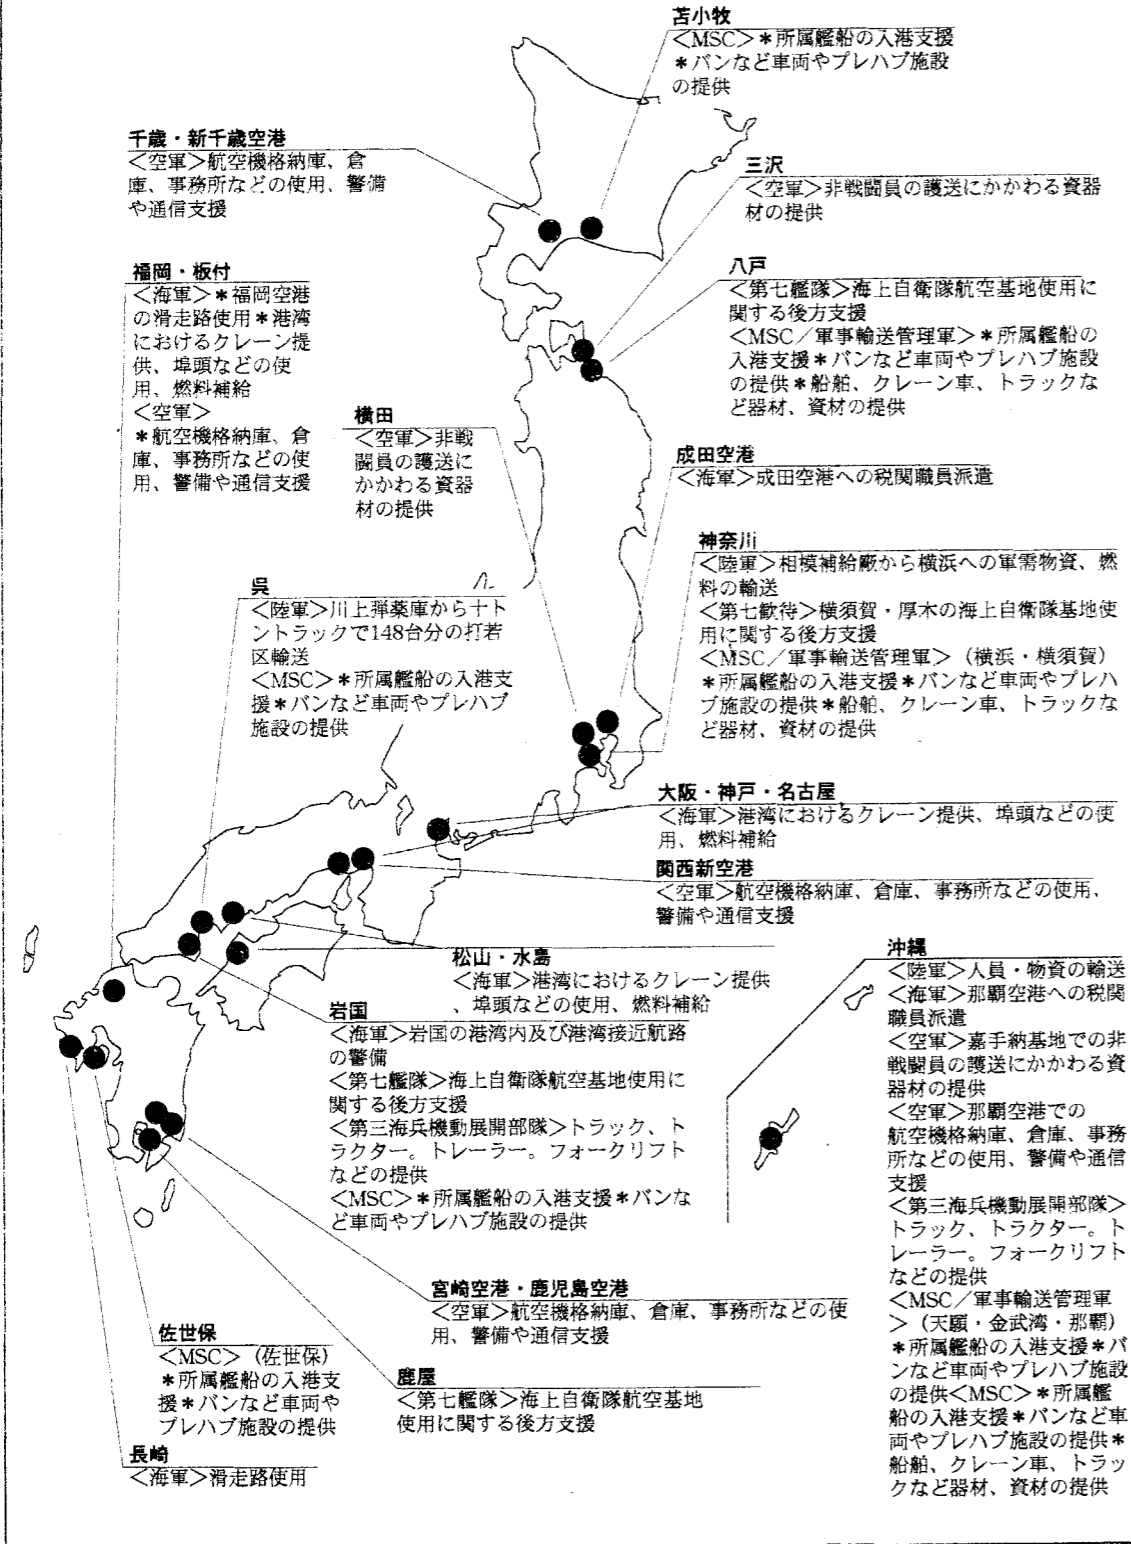 苫小牧
＜MSC＞＊所属艦船の入港支援
＊バンなど車両やプレハブ施設
の提供
千歳・新千歳空港
＜空軍＞航空機格納庫、倉
庫、事務所などの使用、警備
や通信支援
三沢
＜空軍＞非戦闘員の護送にかかわる資器
材の提供
八戸
＜第七艦隊＞海上自衛隊航空基地使用に
関する後方支援
＜MSC／軍事輸送管理軍＞＊所属艦船の
入港支援＊バンなど車両やプレハブ施設
の提供＊船舶、クレーン車、トラックな
ど器材、資材の提供
福岡・板付
＜海軍＞＊福岡空港
の滑走路使用＊港湾
におけるクレーン提
供、埠頭などの使
用、燃料補給
＜空軍＞
＊航空機格納庫、倉
庫、事務所などの使
用、警備や通信支援
横田
＜空軍＞非戦
闘員の護送に
かかわる資器
材の提供
成田空港
＜海軍＞成田空港への税関職員派遣
神奈川
＜陸軍＞相模補給廠から横浜への軍需物資、燃
料の輸送
＜第七歓待＞横須賀・厚木の海上自衛隊基地使
用に関する後方支援
＜MSC／軍事輸送管理軍＞（横浜・横須賀）
＊所属艦船の入港支援＊バンなど車両やプレハ
ブ施設の提供＊船舶、クレーン車、トラックな
ど器材、資材の提供
呉
＜陸軍＞川上弾薬庫から十ト
ントラックで148台分の打若
区輸送
＜MSC＞＊所属艦船の入港支
援＊バンなど車両やプレハブ
施設の提供
大阪・神戸・名古屋
＜海軍＞港湾におけるクレーン提供、埠頭などの使
用、燃料補給
関西新空港
＜空軍＞航空機格納庫、倉庫、事務所などの使用、
警備や通信支援
松山・水島
＜海軍＞港湾におけるクレーン提供
、埠頭などの使用、燃料補給
岩国
＜海軍＞岩国の港湾内及び港湾接近航路
の警備
＜第七艦隊＞海上自衛隊航空基地使用に
関する後方支援
＜第三海兵機動展開部隊＞トラック、ト
ラクター。トレーラー。フォークリフト
などの提供
＜MSC＞＊所属艦船の入港支援＊バンな
ど車両やプレハブ施設の提供
沖縄
＜陸軍＞人員・物資の輸送
＜海軍＞那覇空港への税関
職員派遣
＜空軍＞嘉手納基地での非
戦闘員の護送にかかわる資
器材の提供
＜空軍＞那覇空港での
航空機格納庫、倉庫、事務
所などの使用、警備や通信
支援
＜第三海兵機動展開部隊＞
トラック、トラクター。ト
レーラー。フォークリフト
などの提供
＜MSC／軍事輸送管理軍
＞（天願・金武湾・那覇）
＊所属艦船の入港支援＊バ
ンなど車両やプレハブ施設
の提供＜MSC＞＊所属艦
船の入港支援＊バンなど車
両やプレハブ施設の提供＊
船舶、クレーン車、トラッ
クなど器材、資材の提供
宮崎空港・鹿児島空港
＜空軍＞航空機格納庫、倉庫、事務所などの使
用、警備や通信支援
佐世保
＜MSC＞（佐世保）
＊所属艦船の入港支
援＊バンなど車両や
プレハブ施設の提供
鹿屋
＜第七艦隊＞海上自衛隊航空基地
使用に関する後方支援
長崎
＜海軍＞滑走路使用